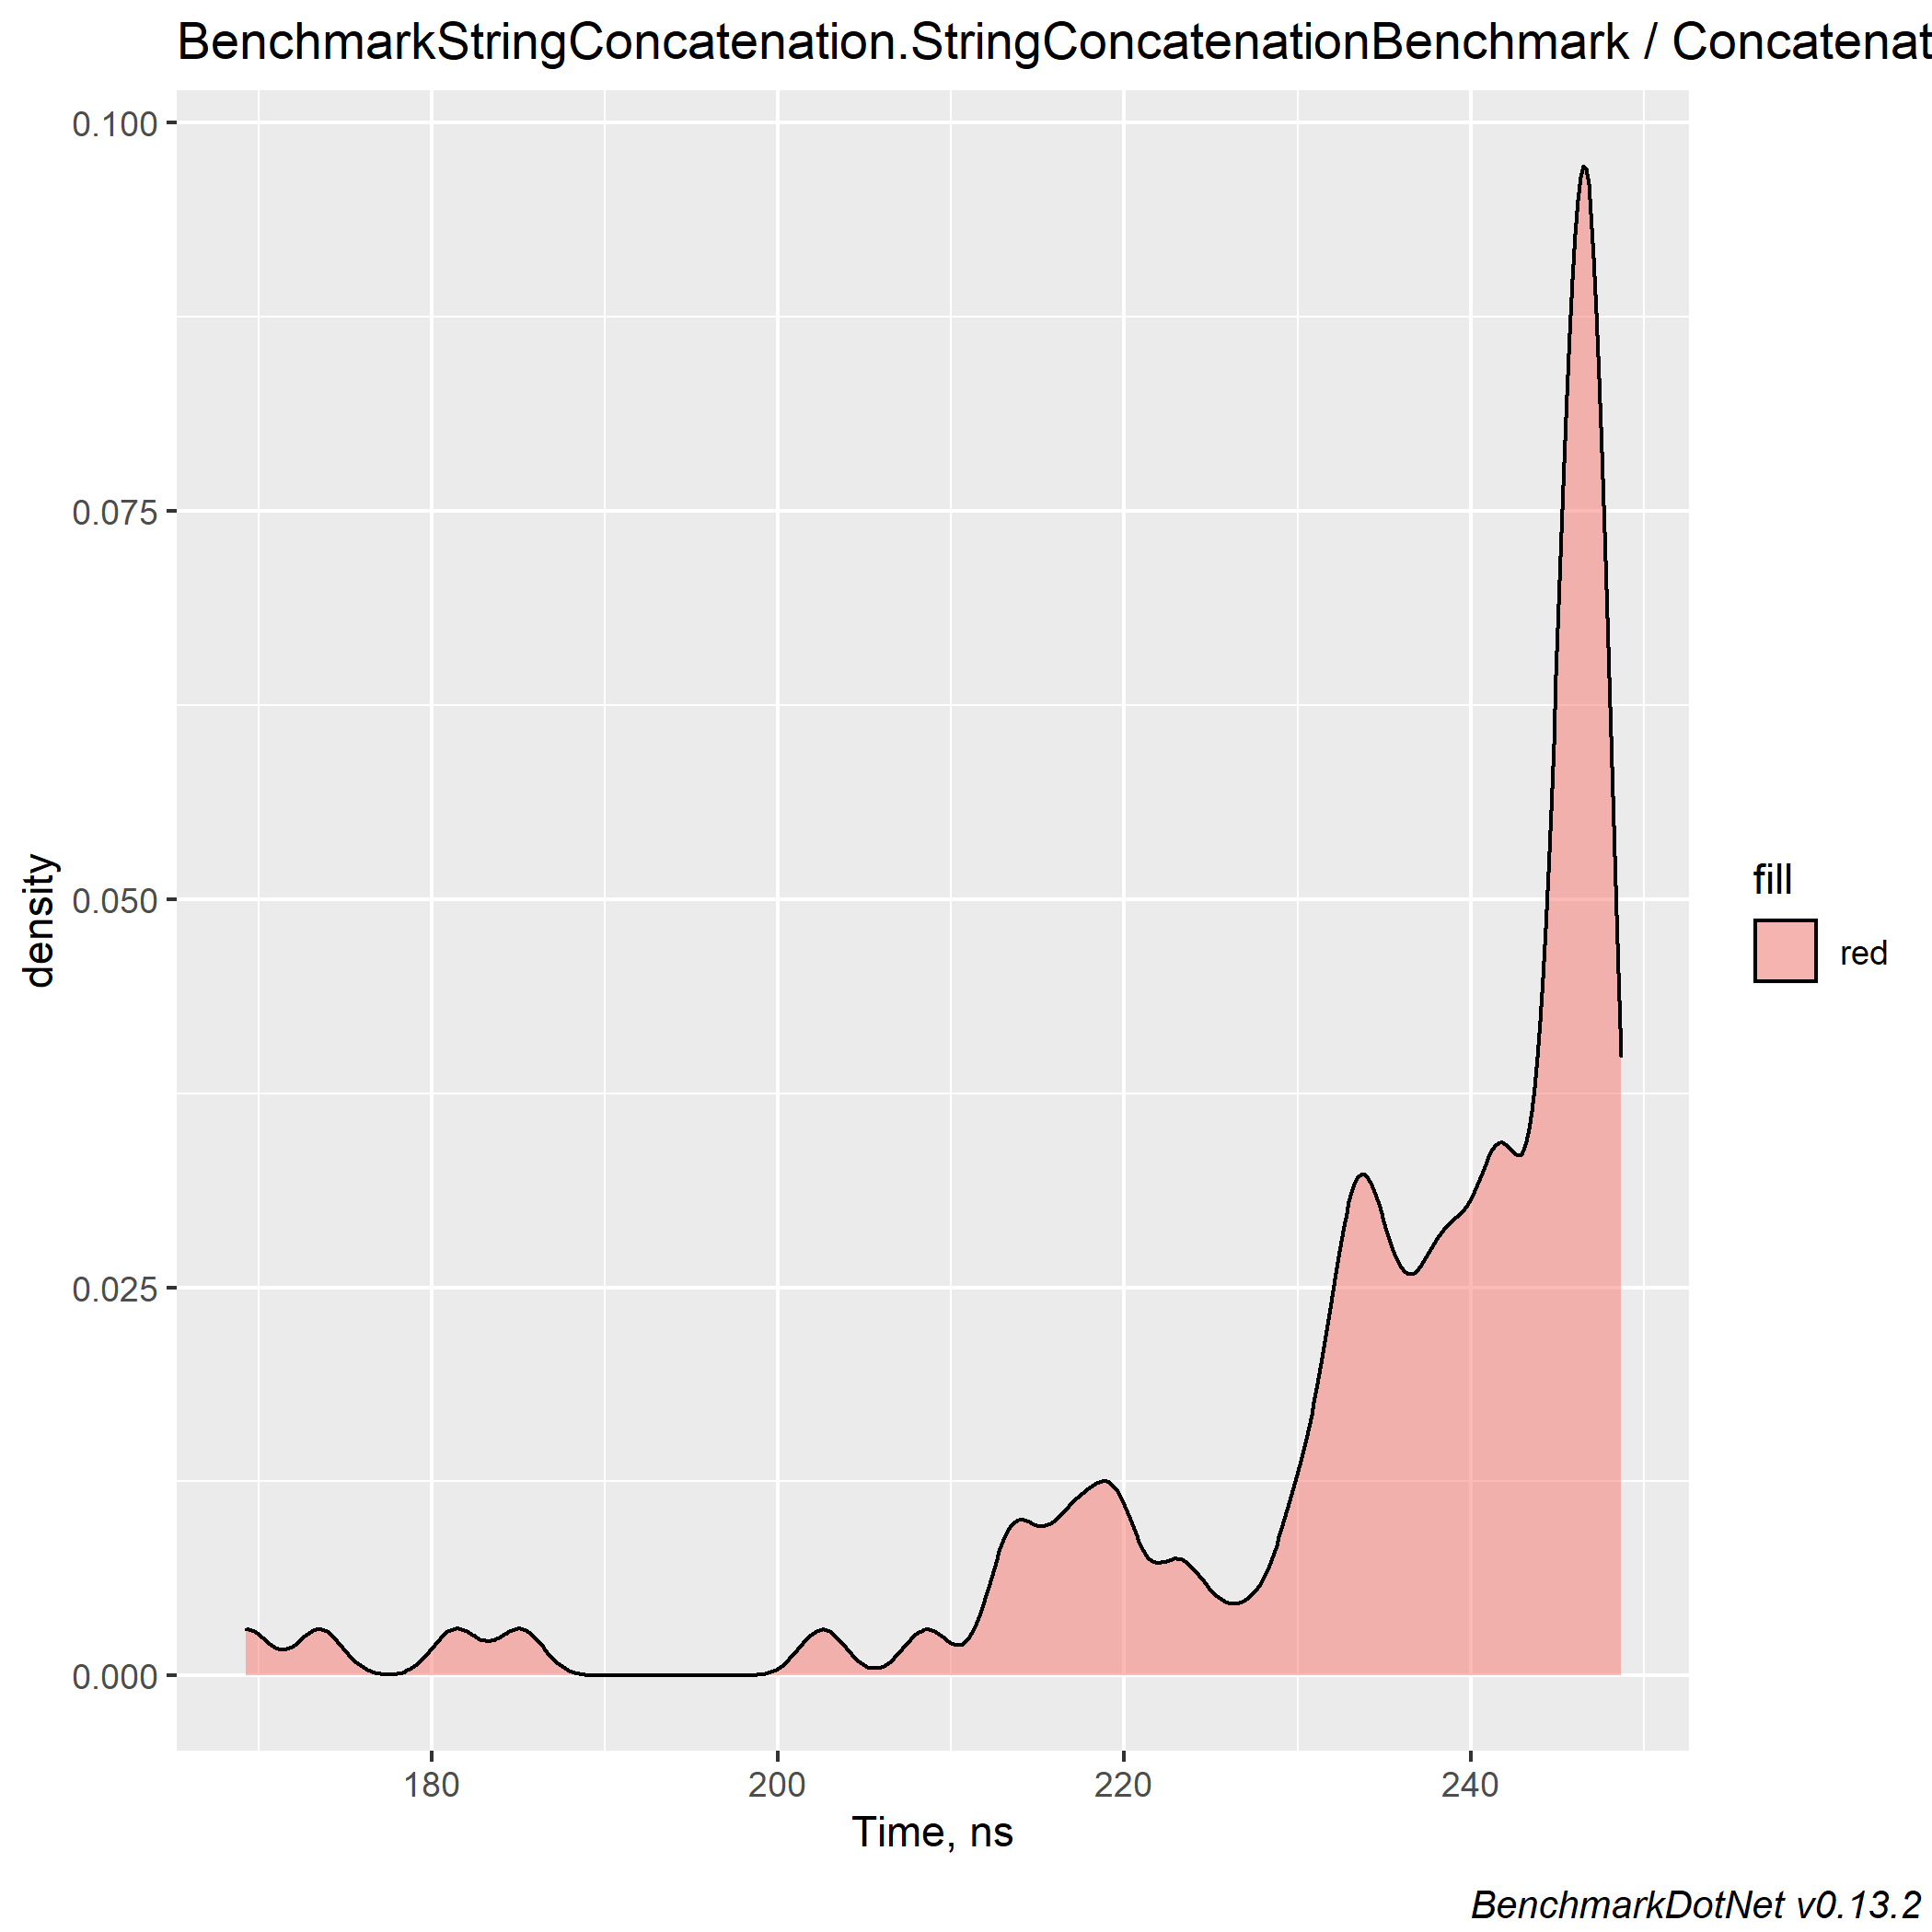 BenchmarkStringConcatenation.StringConcatenationBenchmark / Concatenat
0.100
0.075
0.050
0.025
0.000
density
180 200 220 240
Time, ns
fill
red
BenchmarkDotNet v0.13.2